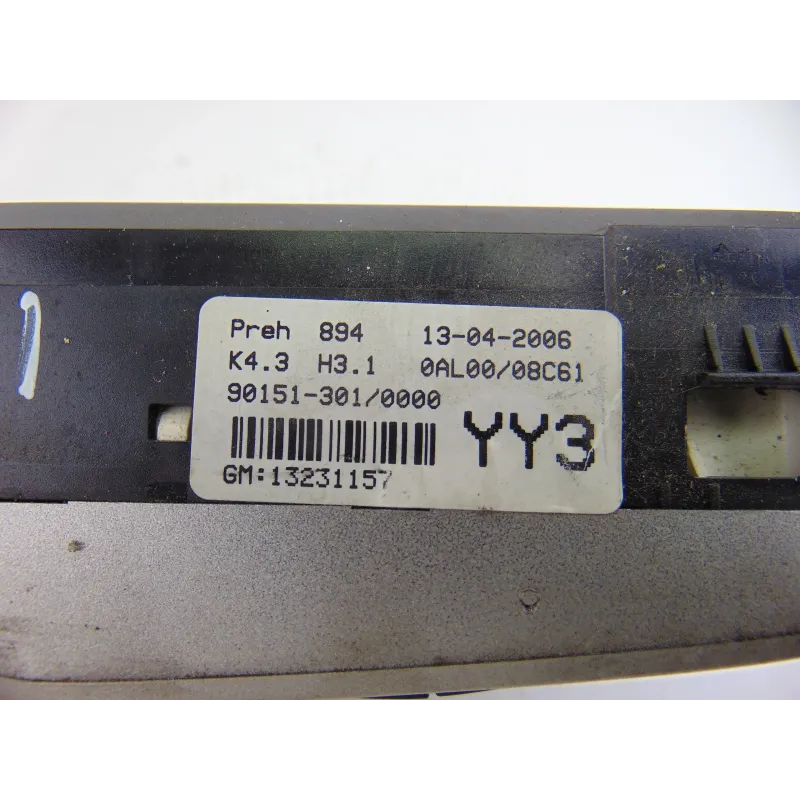 Preh 894 13-04-2006
K4.3 H3.1 0AL00/08C61
90151-301/0000
YY3
GM:13231157